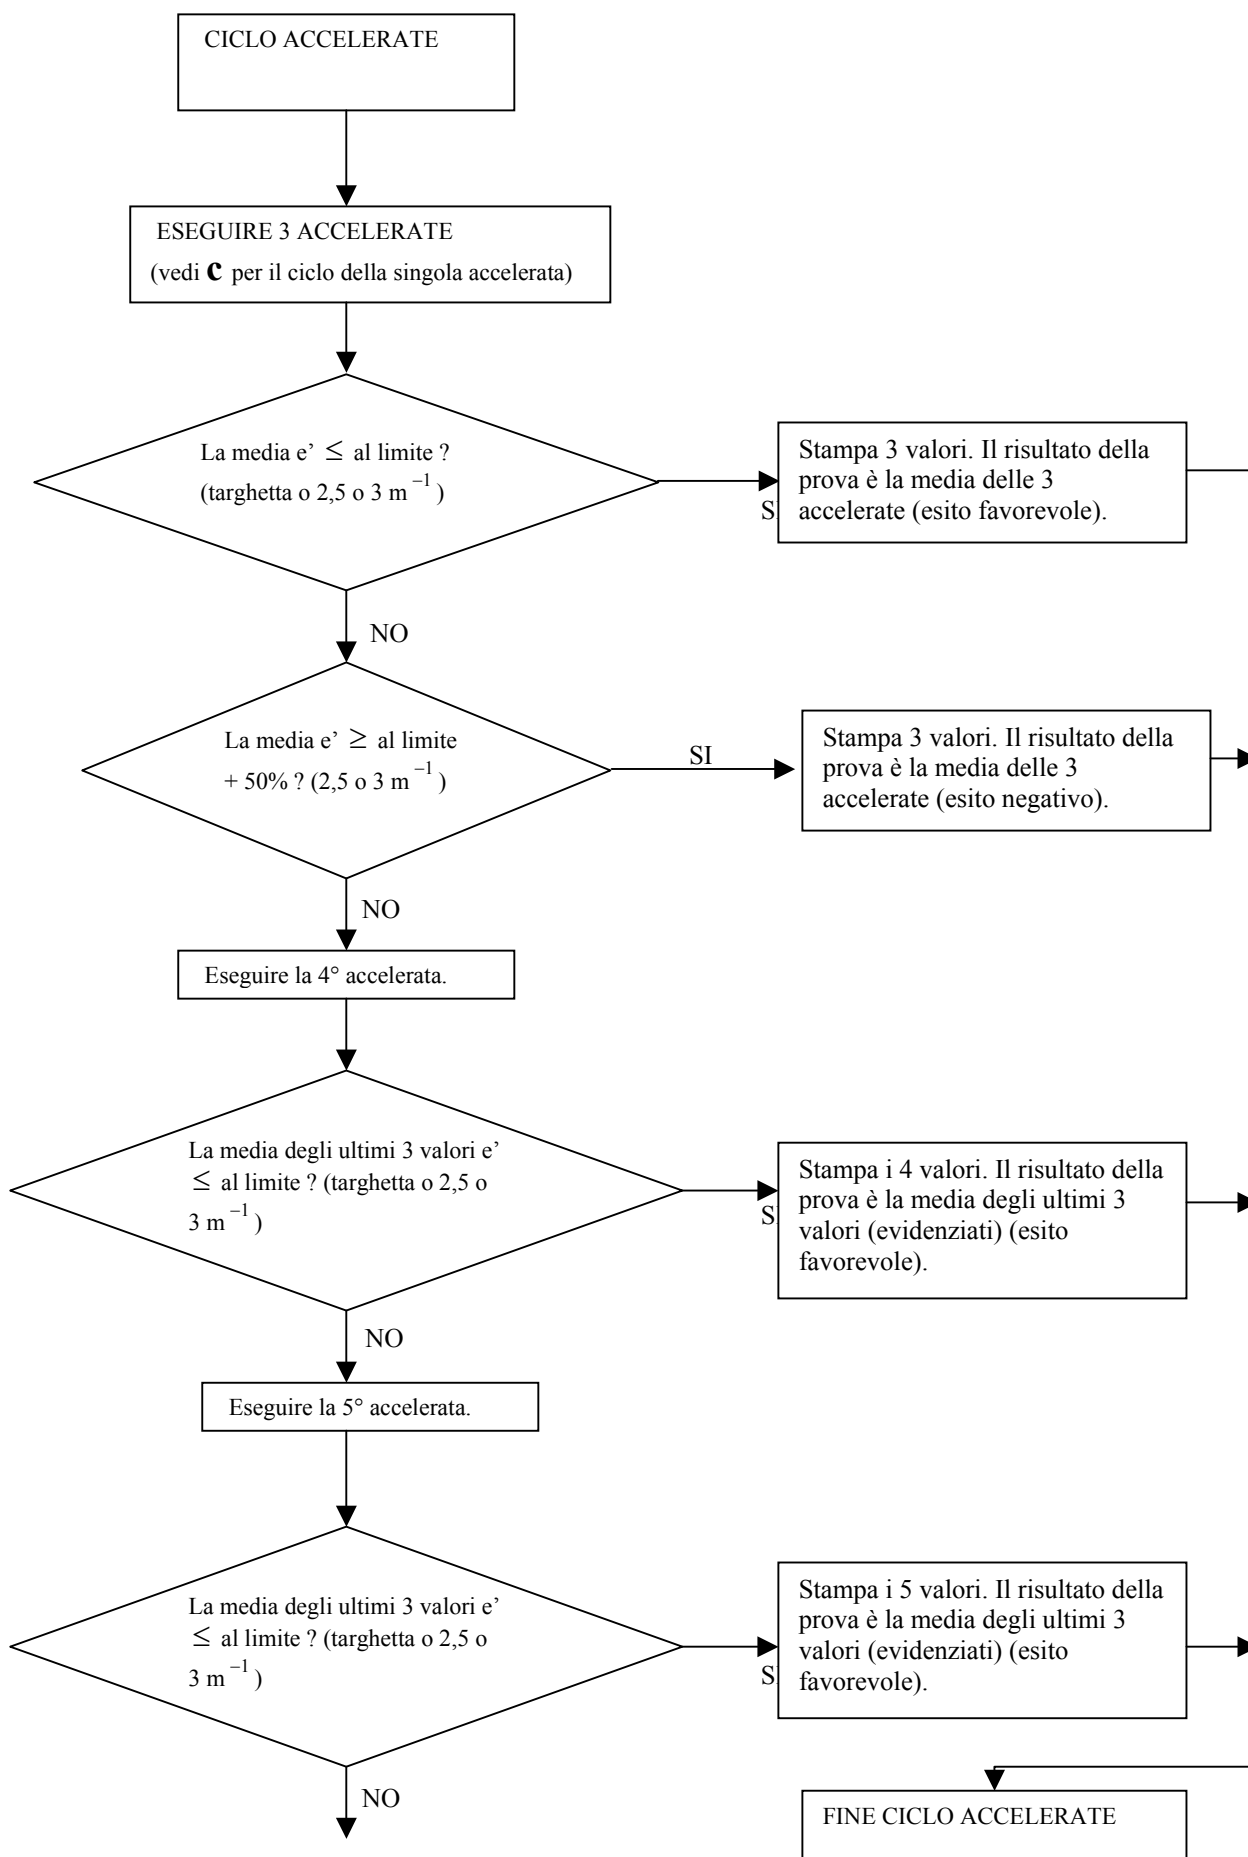 CICLO ACCELERATE
ESEGUIRE 3 ACCELERATE
(vedi c per il ciclo della singola accelerata)
La media e’ ≤ al limite ?
(targhetta o 2,5 o 3 m⁻¹ )
SI
Stampa 3 valori. Il risultato della
prova è la media delle 3
accelerate (esito favorevole).
NO
La media e’ ≥ al limite
+ 50% ? (2,5 o 3 m⁻¹ )
SI
Stampa 3 valori. Il risultato della
prova è la media delle 3
accelerate (esito negativo).
NO
Eseguire la 4° accelerata.
La media degli ultimi 3 valori e’
≤ al limite ? (targhetta o 2,5 o
3 m⁻¹ )
SI
Stampa i 4 valori. Il risultato della
prova è la media degli ultimi 3
valori (evidenziati) (esito
favorevole).
NO
Eseguire la 5° accelerata.
La media degli ultimi 3 valori e’
≤ al limite ? (targhetta o 2,5 o
3 m⁻¹ )
SI
Stampa i 5 valori. Il risultato della
prova è la media degli ultimi 3
valori (evidenziati) (esito
favorevole).
NO
FINE CICLO ACCELERATE